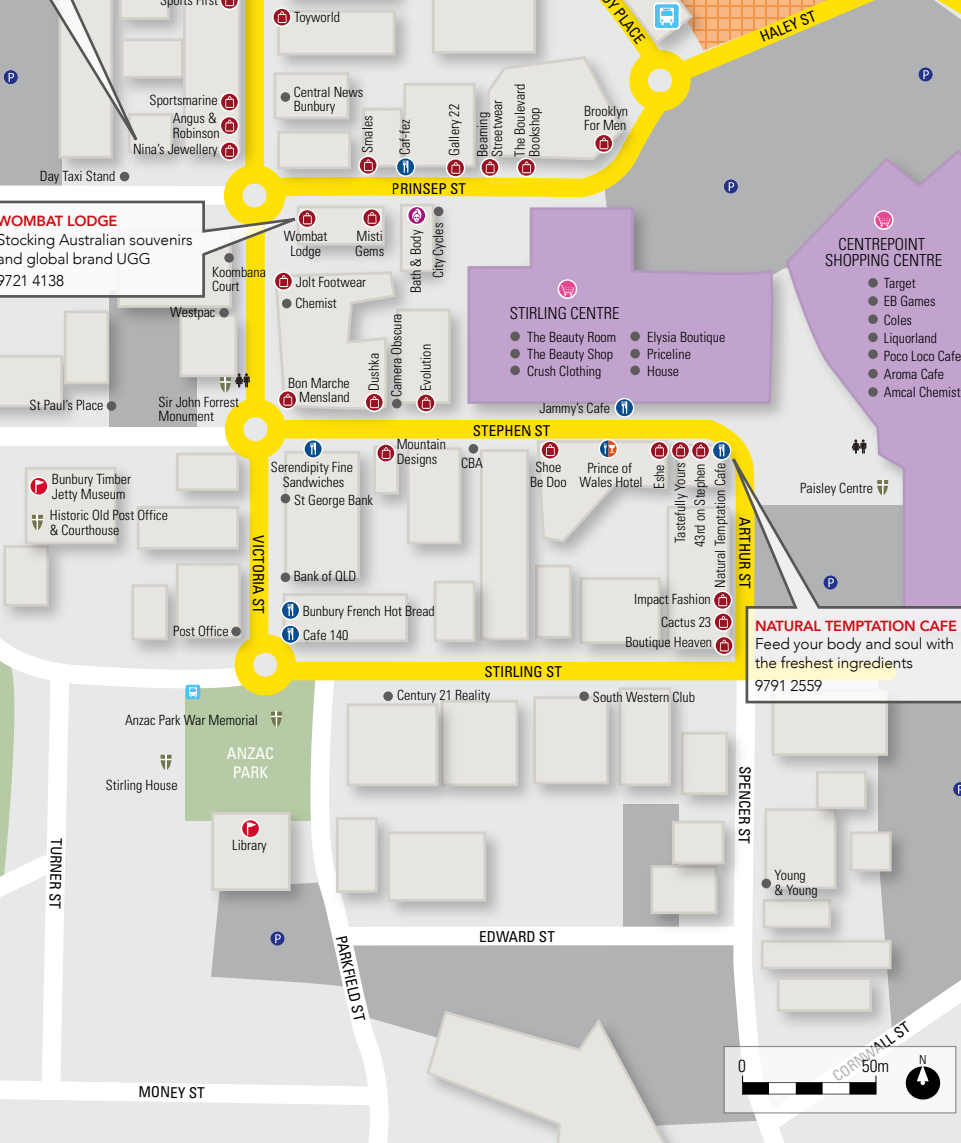 Sports First
Toyworld
DY PLACE
HALEY ST
Central News
Bunbury
Sportsmarine
Angus &
Robinson
Nina's Jewellery
Smales
Caf-fez
Gallery 22
Beaming
Streetwear
The Boulevard
Bookshop
Brooklyn
For Men
Day Taxi Stand
PRINSEP ST
WOMBAT LODGE
Stocking Australian souvenirs
and global brand UGG
9721 4138
Wombat
Lodge
Misti
Gems
Bath & Body
City Cycles
Koombana
Court
Jolt Footwear
Chemist
Westpac
CENTREPOINT
SHOPPING CENTRE
Target
EB Games
Coles
Liquorland
Poco Loco Cafe
Aroma Cafe
Amcal Chemist
STIRLING CENTRE
The Beauty Room
The Beauty Shop
Crush Clothing
Elysia Boutique
Priceline
House
Bon Marche
Mensland
Dushka
Camera Obscura
Evolution
St Paul's Place
Sir John Forrest
Monument
Jammy's Cafe
STEPHEN ST
Serendipity Fine
Sandwiches
Mountain
Designs
CBA
Shoe
Be Doo
Prince of
Wales Hotel
Eshe
Tastefully Yours
43rd on Stephen
Natural Temptation Cafe
ARTHUR ST
Paisley Centre
Bunbury Timber
Jetty Museum
Historic Old Post Office
& Courthouse
St George Bank
VICTORIA ST
Bank of QLD
Bunbury French Hot Bread
Cafe 140
Post Office
Impact Fashion
Cactus 23
Boutique Heaven
NATURAL TEMPTATION CAFE
Feed your body and soul with
the freshest ingredients
9791 2559
STIRLING ST
Century 21 Reality
South Western Club
Anzac Park War Memorial
ANZAC
PARK
Stirling House
SPENCER ST
Library
TURNER ST
Young
& Young
EDWARD ST
PARKFIELD ST
MONEY ST
CORNWALL ST
0
50m
N
P
P
P
P
P
P